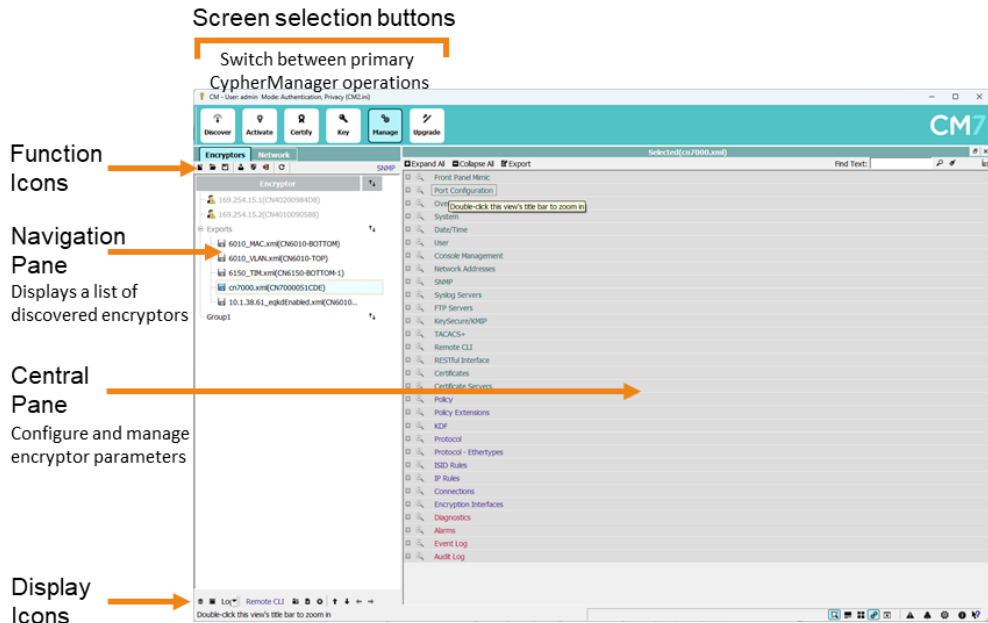 Screen selection buttons
Switch between primary
CypherManager operations
CM - User: admin Mode: Authentication, Privacy (CM2.ini)
Discover
Activate
Certify
Key
Manage
Upgrade
CM7
Function
Icons
Encryptors
Network
SNMP
Selected(cn7000.xml)
Expand All
Collapse All
Export
Find Text:
Encryptor
169.254.15.1(CN40200984D8)
169.254.15.2(CN4010090588)
Exports
6010_MAC.xml(CN6010-BOTTOM)
6010_VLAN.xml(CN6010-TOP)
6150_TIM.xml(CN6150-BOTTOM-1)
cn7000.xml(CN7000051CDE)
10.1.38.61_eqkdEnabled.xml(CN6010...
Group1
Navigation
Pane
Displays a list of
discovered encryptors
Central
Pane
Configure and manage
encryptor parameters
Front Panel Mimic
Port Configuration
Double-click this view's title bar to zoom in
System
Date/Time
User
Console Management
Network Addresses
SNMP
Syslog Servers
FTP Servers
KeySecure/KMIP
TACACS+
Remote CLI
RESTful Interface
Certificates
Certificate Servers
Policy
Policy Extensions
KDF
Protocol
Protocol - Ethertypes
ISID Rules
IP Rules
Connections
Encryption Interfaces
Diagnostics
Alarms
Event Log
Audit Log
Display
Icons
Remote CLI
Double-click this view's title bar to zoom in